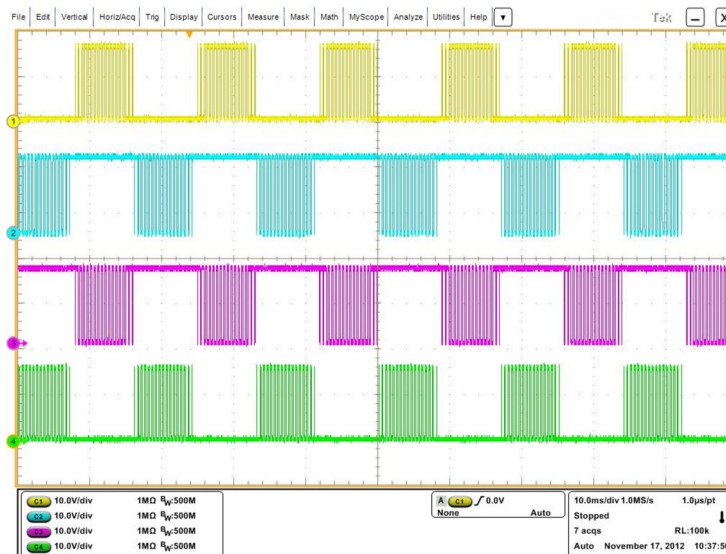 File Edit Vertical Horiz/Acq Trig Display Cursors Measure Mask Math MyScope Analyze Utilities Help Tek X
1
2
3
4
C1 10.0V/div 1MΩ BW:500M
C2 10.0V/div 1MΩ BW:500M
C3 10.0V/div 1MΩ BW:500M
C4 10.0V/div 1MΩ BW:500M
A C1 0.0V
None Auto
10.0ms/div 1.0MS/s 1.0µs/pt
Stopped
7 acqs RL:100k
Auto November 17, 2012